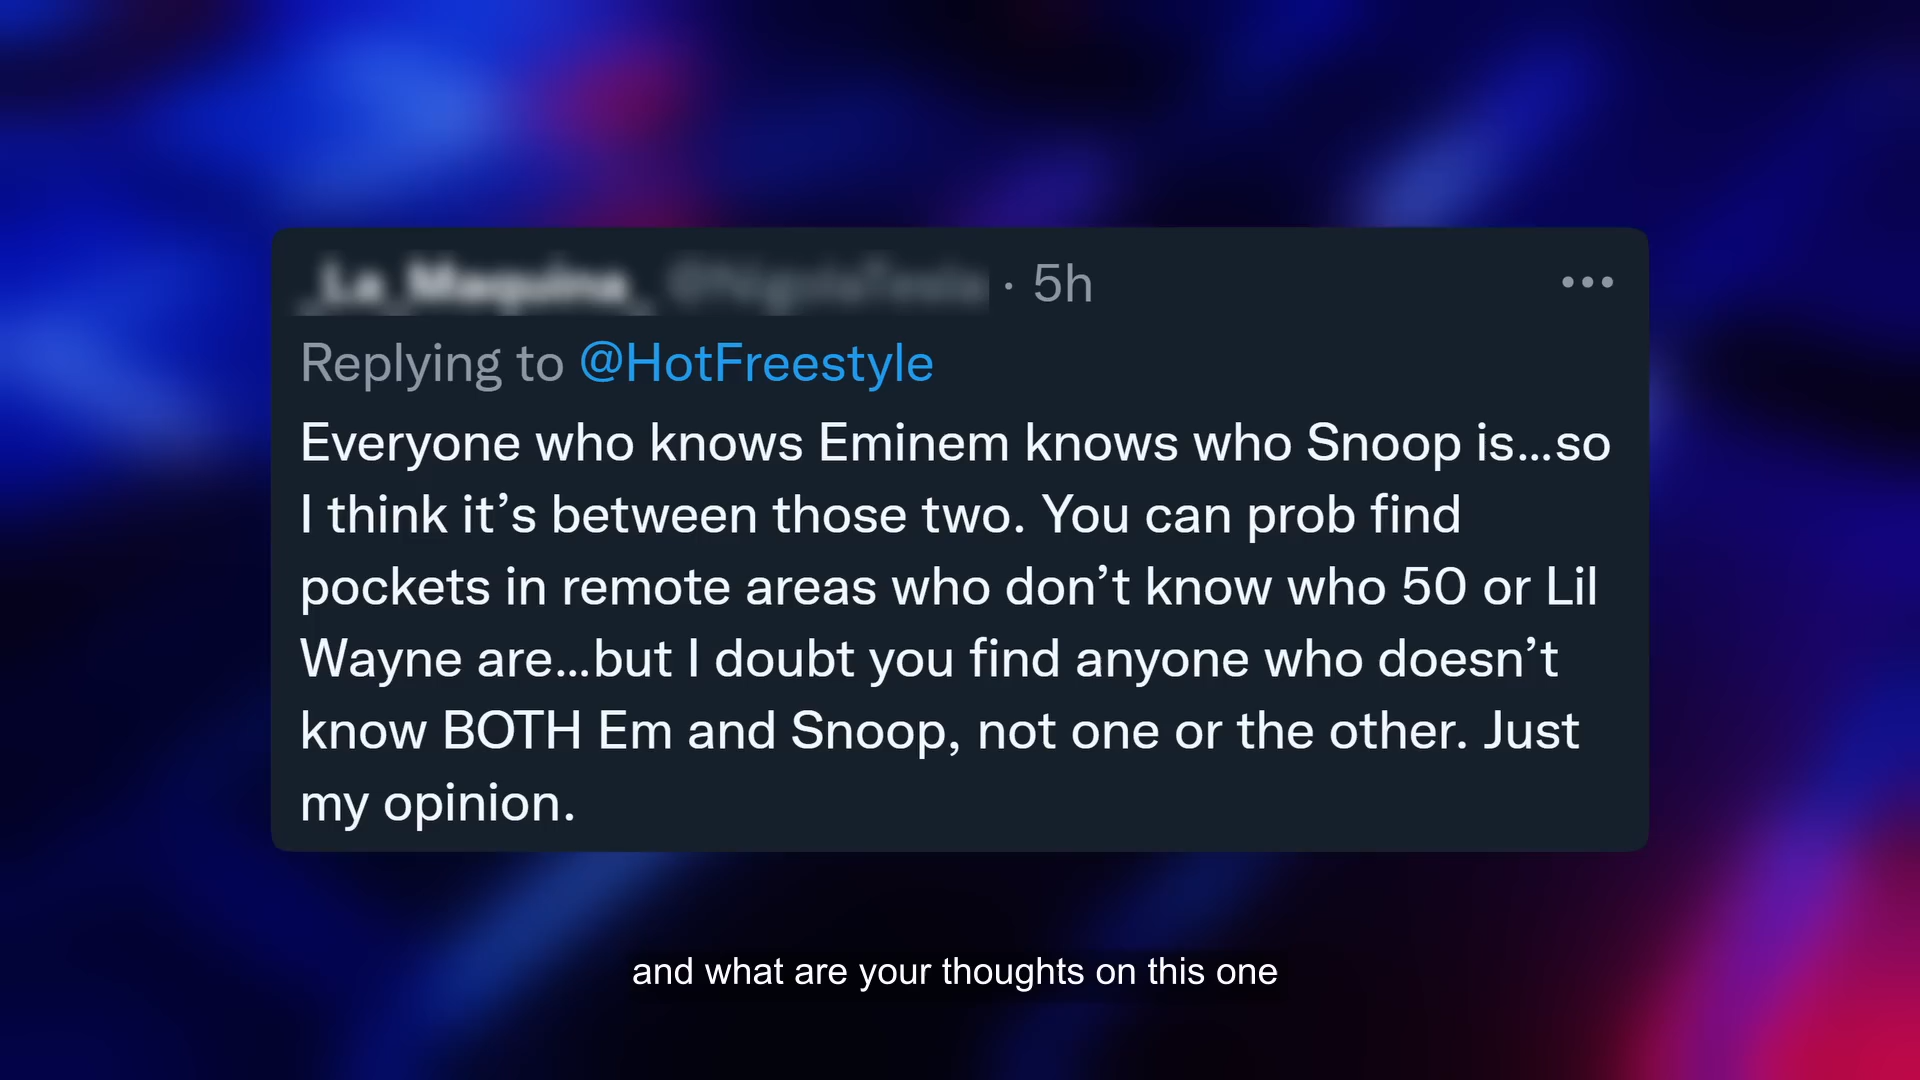 · 5h
Replying to @HotFreestyle
Everyone who knows Eminem knows who Snoop is...so
I think it’s between those two. You can prob find
pockets in remote areas who don’t know who 50 or Lil
Wayne are...but I doubt you find anyone who doesn’t
know BOTH Em and Snoop, not one or the other. Just
my opinion.
and what are your thoughts on this one